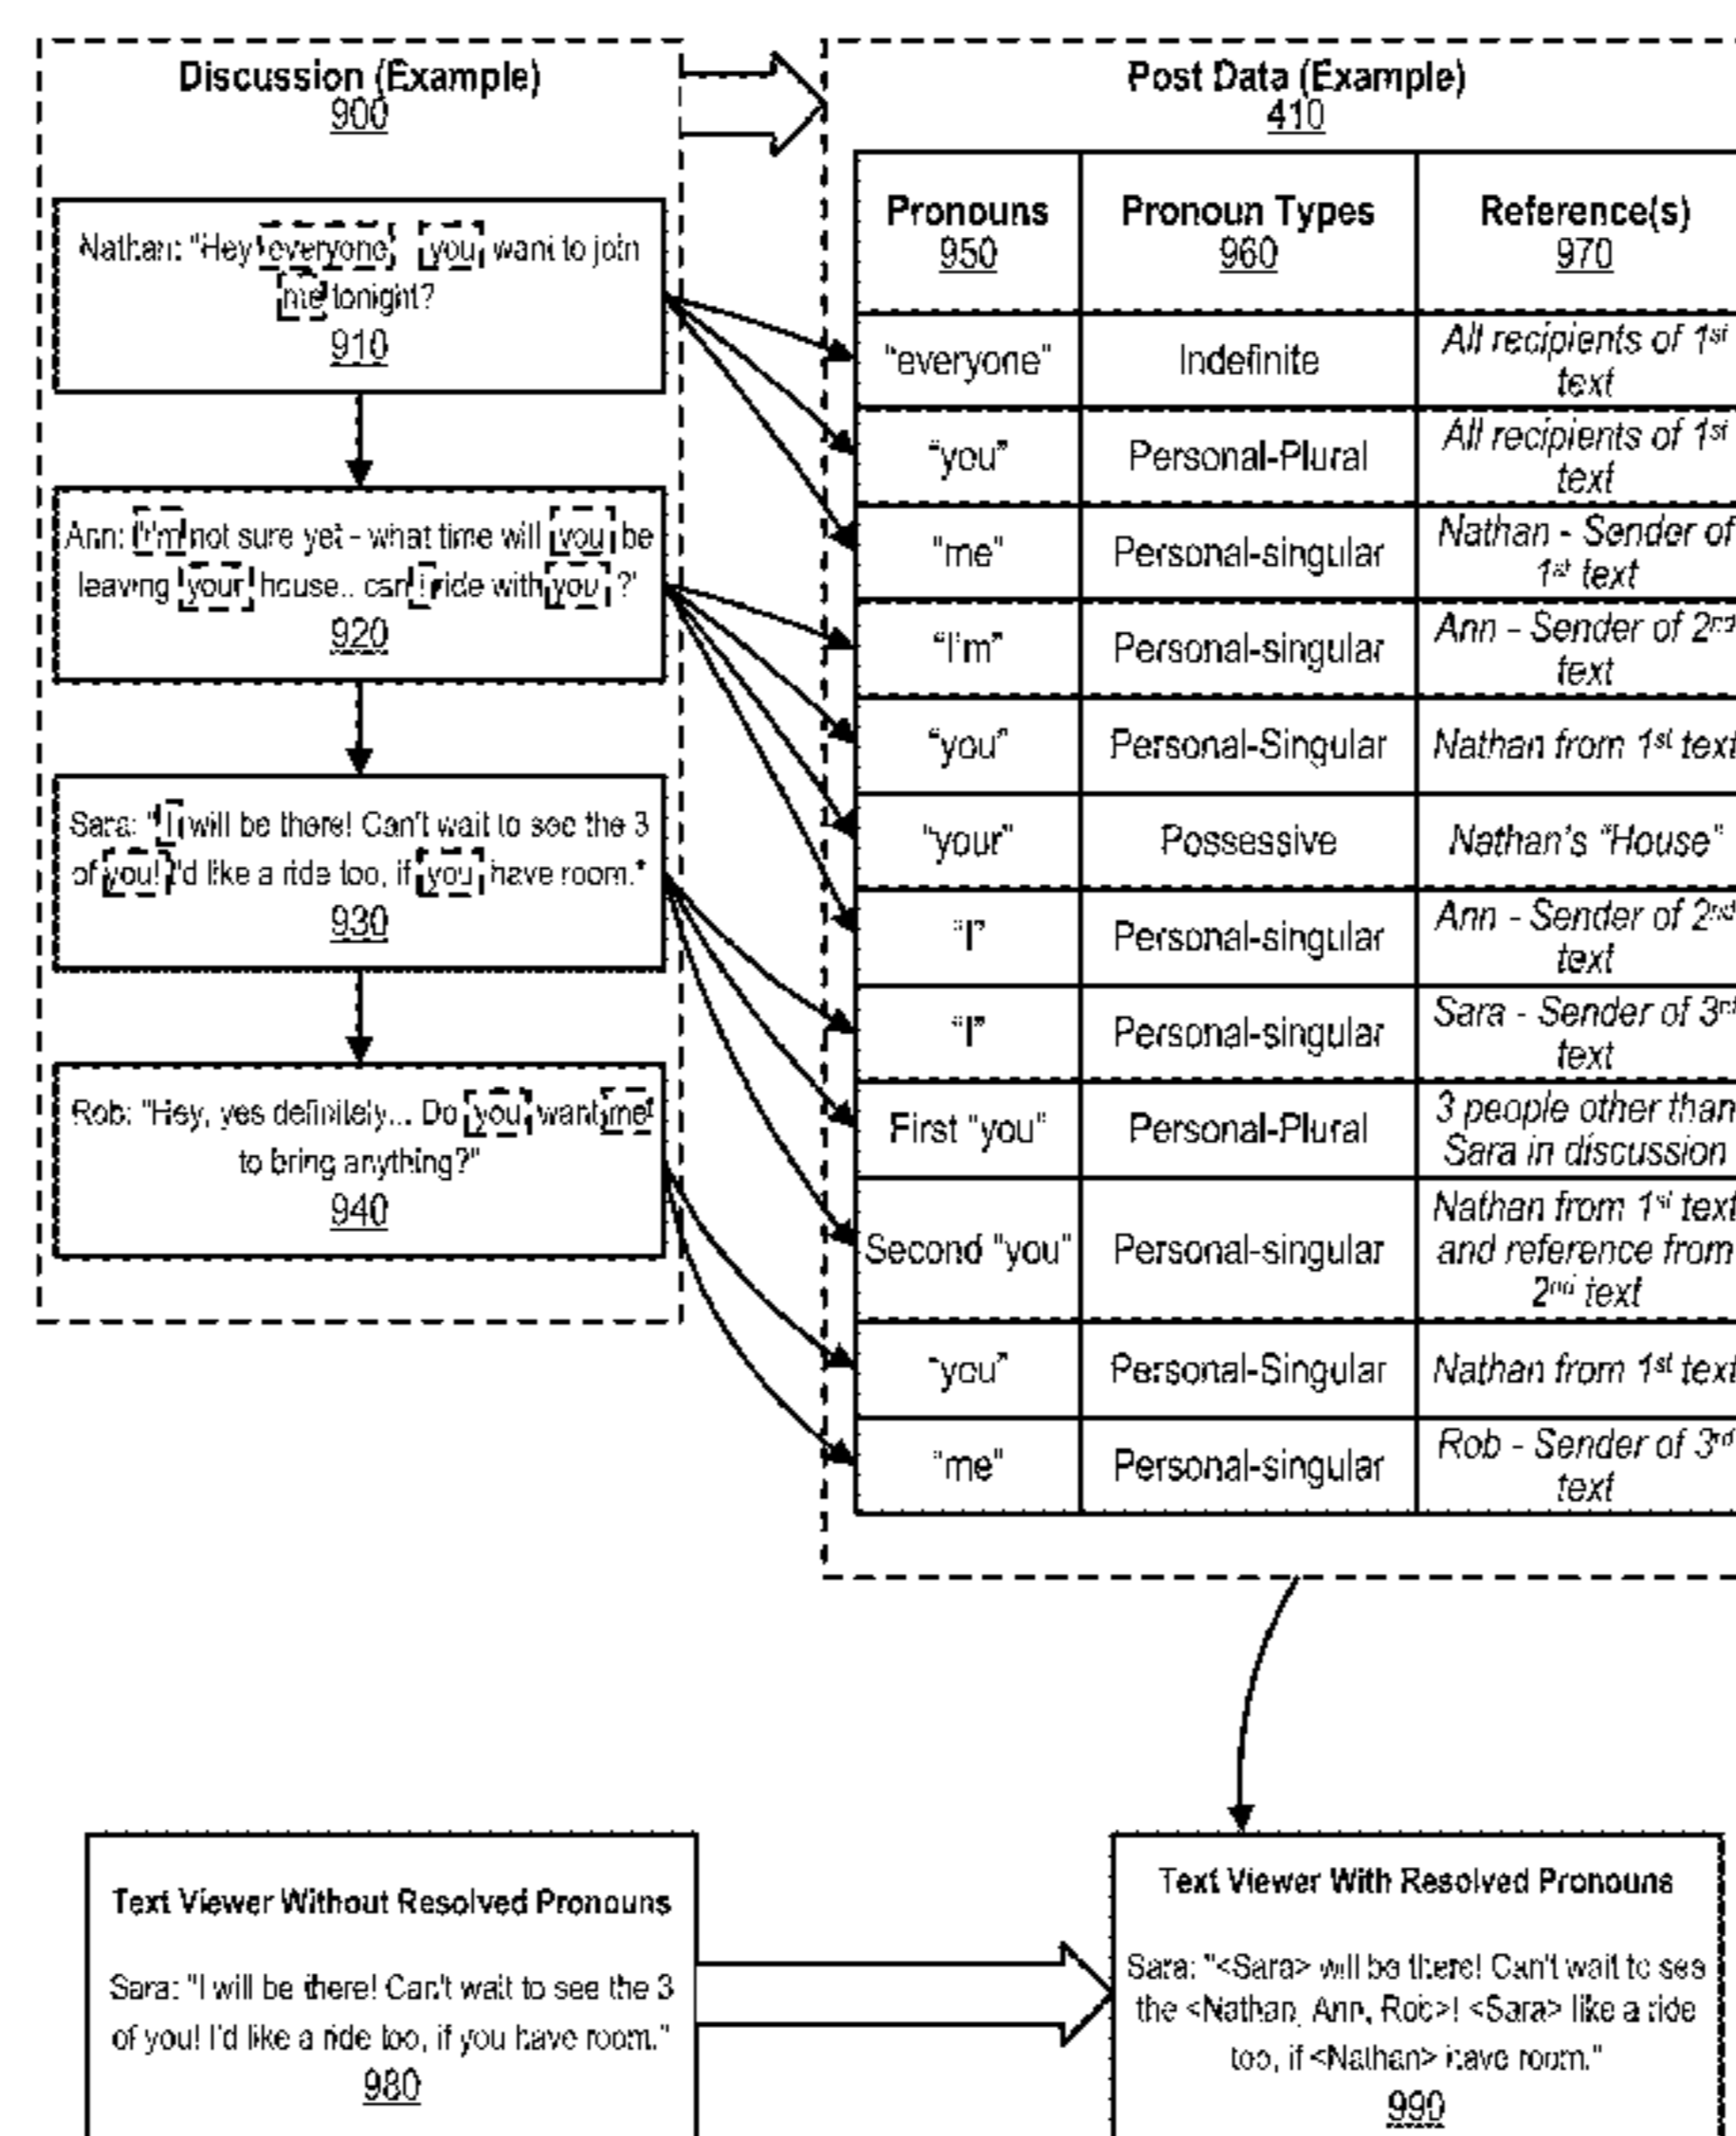 Discussion (Example)
900
Nathan: "Hey everyone you want to join
me tonight?
910
Ann: I'm not sure yet - what time will you be
leaving your house.. can i ride with you ?"
920
Sara: "I will be there! Can't wait to see the 3
of you! I'd like a ride too, if you have room."
930
Rob: "Hey, yes definitely... Do you want me
to bring anything?"
940
Post Data (Example)
410
Pronouns
950
Pronoun Types
960
Reference(s)
970
"everyone"
Indefinite
All recipients of 1st
text
"you"
Personal-Plural
All recipients of 1st
text
"me"
Personal-singular
Nathan - Sender of
1st text
"I'm"
Personal-singular
Ann - Sender of 2nd
text
"you"
Personal-Singular
Nathan from 1st text
"your"
Possessive
Nathan's "House"
"I"
Personal-singular
Ann - Sender of 2nd
text
"I"
Personal-singular
Sara - Sender of 3rd
text
First "you"
Personal-Plural
3 people other than
Sara in discussion
Second "you"
Personal-singular
Nathan from 1st text
and reference from
2nd text
"you"
Personal-Singular
Nathan from 1st text
"me"
Personal-singular
Rob - Sender of 3rd
text
Text Viewer Without Resolved Pronouns
Sara: "I will be there! Can't wait to see the 3
of you! I'd like a ride too, if you have room."
980
Text Viewer With Resolved Pronouns
Sara: "<Sara> will be there! Can't wait to see
the <Nathan, Ann, Rob>! <Sara> like a ride
too, if <Nathan> have room."
990